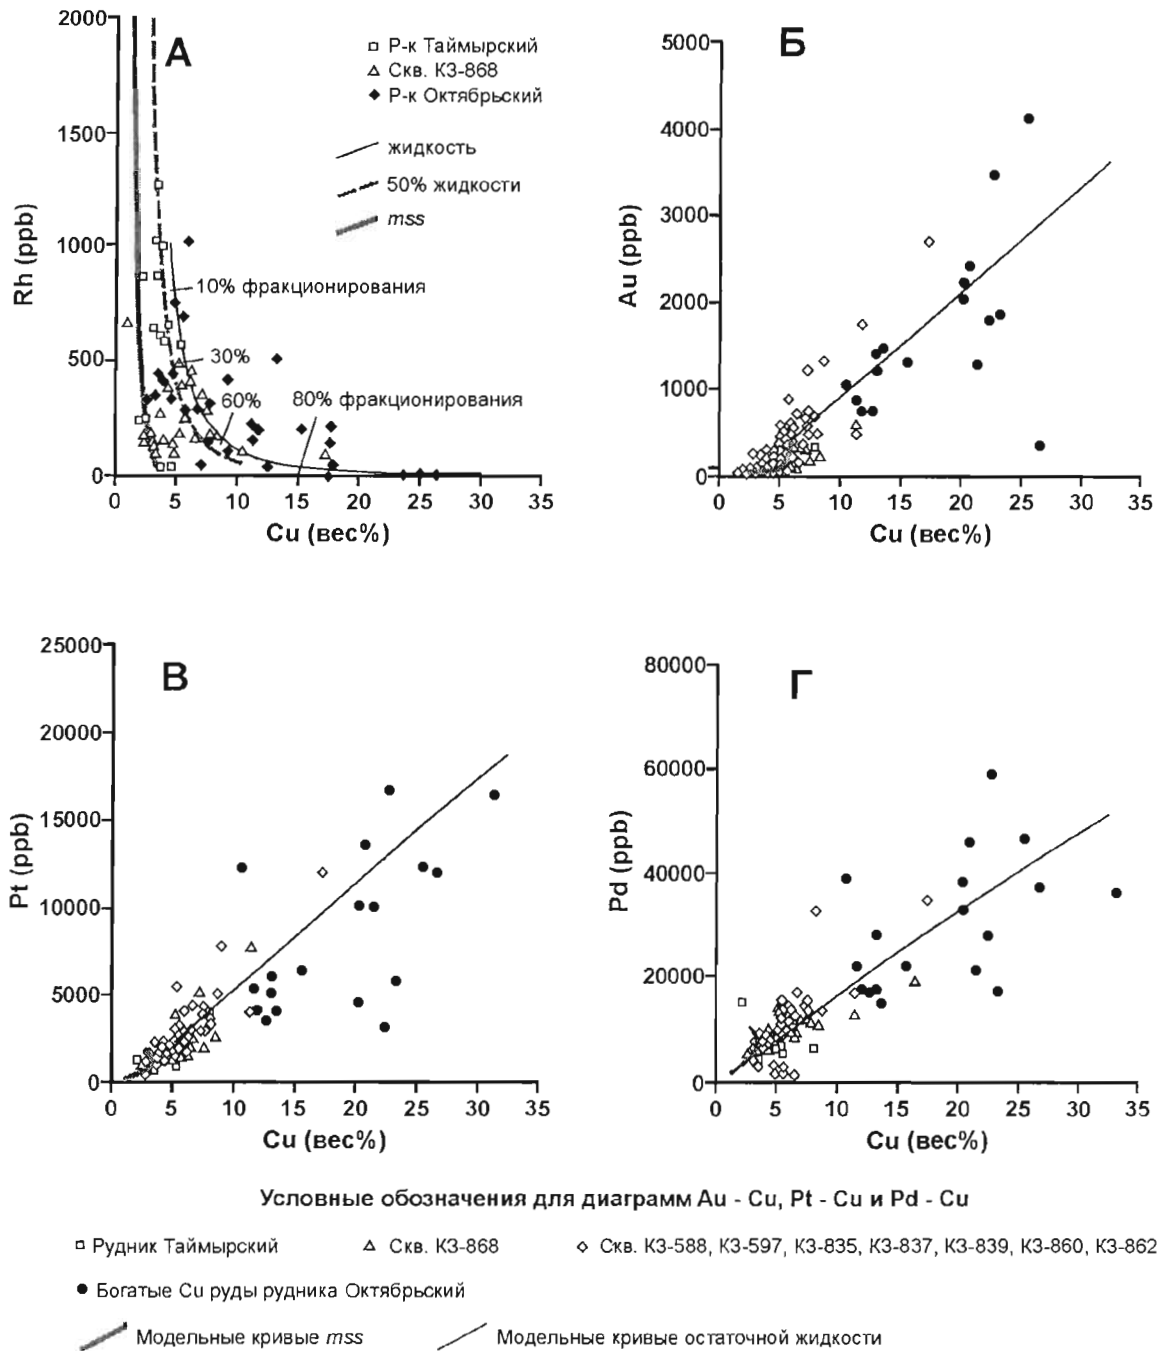 А
2000
1500
1000
500
0
Rh (ppb)
0 5 10 15 20 25 30 35
Cu (вес%)
Р-к Таймырский
Скв. КЗ-868
Р-к Октябрьский
жидкость
50% жидкости
mss
10% фракционирования
30%
60%
80% фракционирования
Б
5000
4000
3000
2000
1000
0
Au (ppb)
0 5 10 15 20 25 30 35
Cu (вес%)
В
25000
20000
15000
10000
5000
0
Pt (ppb)
0 5 10 15 20 25 30 35
Cu (вес%)
Г
80000
60000
40000
20000
0
Pd (ppb)
0 5 10 15 20 25 30 35
Cu (вес%)
Условные обозначения для диаграмм Au - Cu, Pt - Cu и Pd - Cu
Рудник Таймырский Скв. КЗ-868 Скв. КЗ-588, КЗ-597, КЗ-835, КЗ-837, КЗ-839, КЗ-860, КЗ-862
Богатые Cu руды рудника Октябрьский
Модельные кривые mss Модельные кривые остаточной жидкости